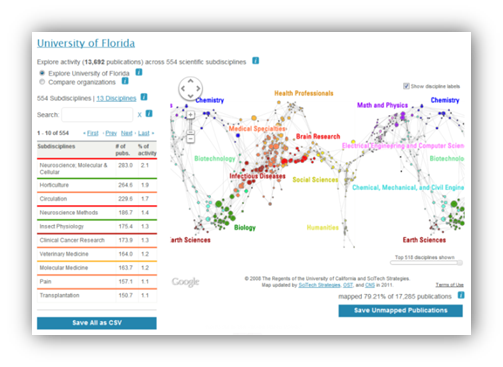 University of Florida
Explore activity (13,692 publications) across 554 scientific subdisciplines
Explore University of Florida
Compare organizations
554 Subdisciplines | 13 Disciplines
Search: X
1 - 10 of 554 First Prev Next Last
Subdisciplines # of pubs. % of activity
Neuroscience: Molecular & Cellular 293.0 2.1
Horticulture 264.6 1.9
Circulation 229.6 1.7
Neuroscience Methods 186.7 1.4
Insect Physiology 175.4 1.3
Clinical Cancer Research 173.9 1.3
Veterinary Medicine 164.0 1.2
Molecular Medicine 163.7 1.2
Pain 157.1 1.1
Transplantation 150.7 1.1
Save All as CSV
Show discipline labels
Health Professionals
Chemistry
Math and Physics
Chemistry
Medical Specialties
Brain Research
Electrical Engineering and Computer Scien
Biotechnology
Biotechnolo
Infectious Diseases
Social Sciences
Chemical, Mechanical, and Civil Engine
Biology
Humanities
Earth Sciences
Earth Sciences
Top 518 disciplines shown
Google
© 2008 The Regents of the University of California and SciTech Strategies.
Map updated by SciTech Strategies, OST, and CNS in 2011.
Terms of Use
mapped 79.21% of 17,285 publications
Save Unmapped Publications